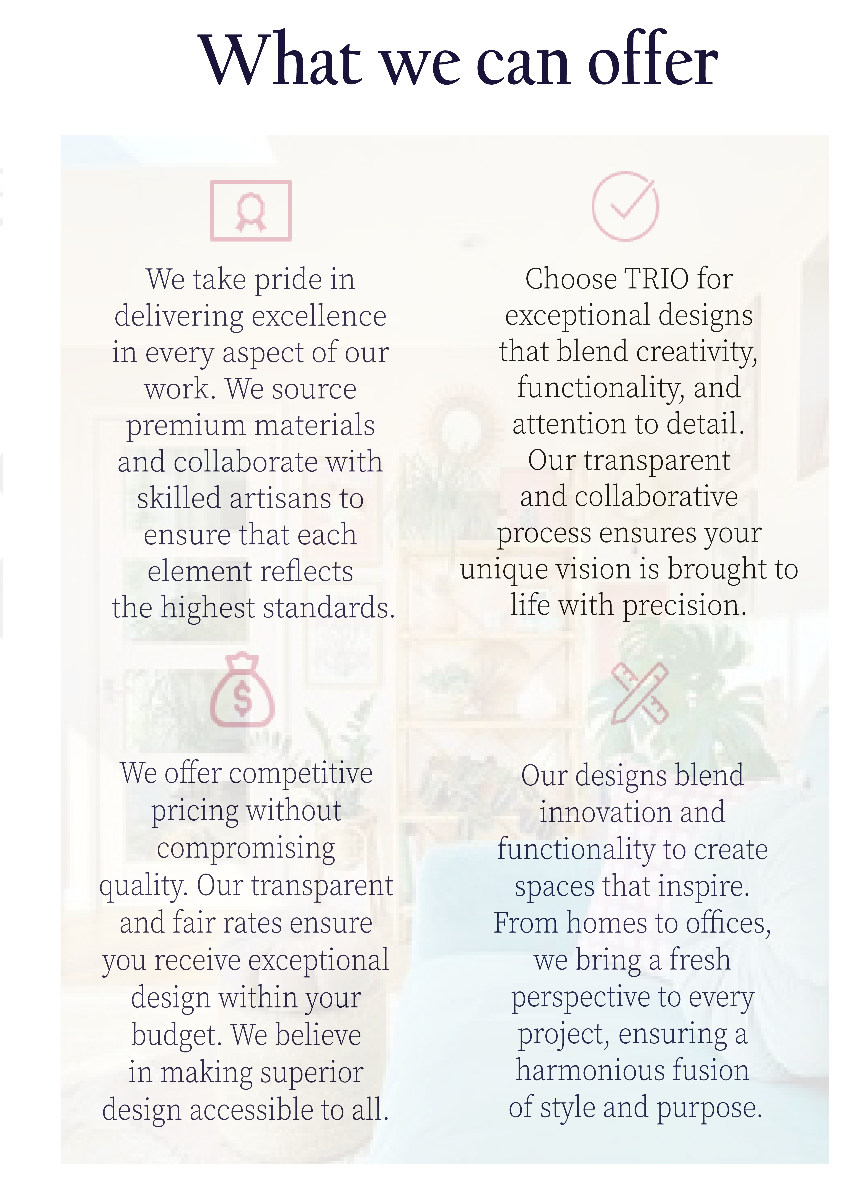 What we can offer
We take pride in
delivering excellence
in every aspect of our
work. We source
premium materials
and collaborate with
skilled artisans to
ensure that each
element reflects
the highest standards.
Choose TRIO for
exceptional designs
that blend creativity,
functionality, and
attention to detail.
Our transparent
and collaborative
process ensures your
unique vision is brought to
life with precision.
$
We offer competitive
pricing without
compromising
quality. Our transparent
and fair rates ensure
you receive exceptional
design within your
budget. We believe
in making superior
design accessible to all.
Our designs blend
innovation and
functionality to create
spaces that inspire.
From homes to offices,
we bring a fresh
perspective to every
project, ensuring a
harmonious fusion
of style and purpose.